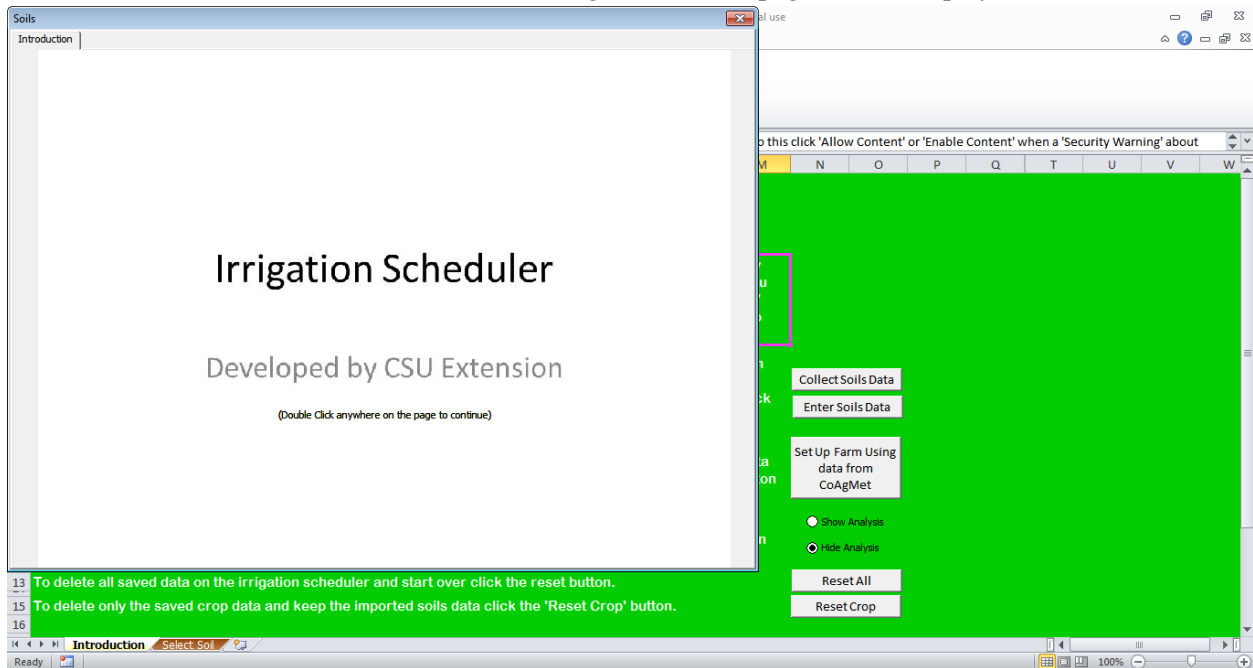 Soils
al use
Introduction
o this click 'Allow Content' or 'Enable Content' when a 'Security Warning' about
M N O P Q T U V W
Irrigation Scheduler
Developed by CSU Extension
(Double Click anywhere on the page to continue)
u
Collect Soils Data
ck
Enter Soils Data
ta
on
Set Up Farm Using
data from
CoAgMet
Show Analysis
n
Hide Analysis
13 To delete all saved data on the irrigation scheduler and start over click the reset button.
Reset All
15 To delete only the saved crop data and keep the imported soils data click the 'Reset Crop' button.
Reset Crop
16
Introduction Select Soil
Ready 100%